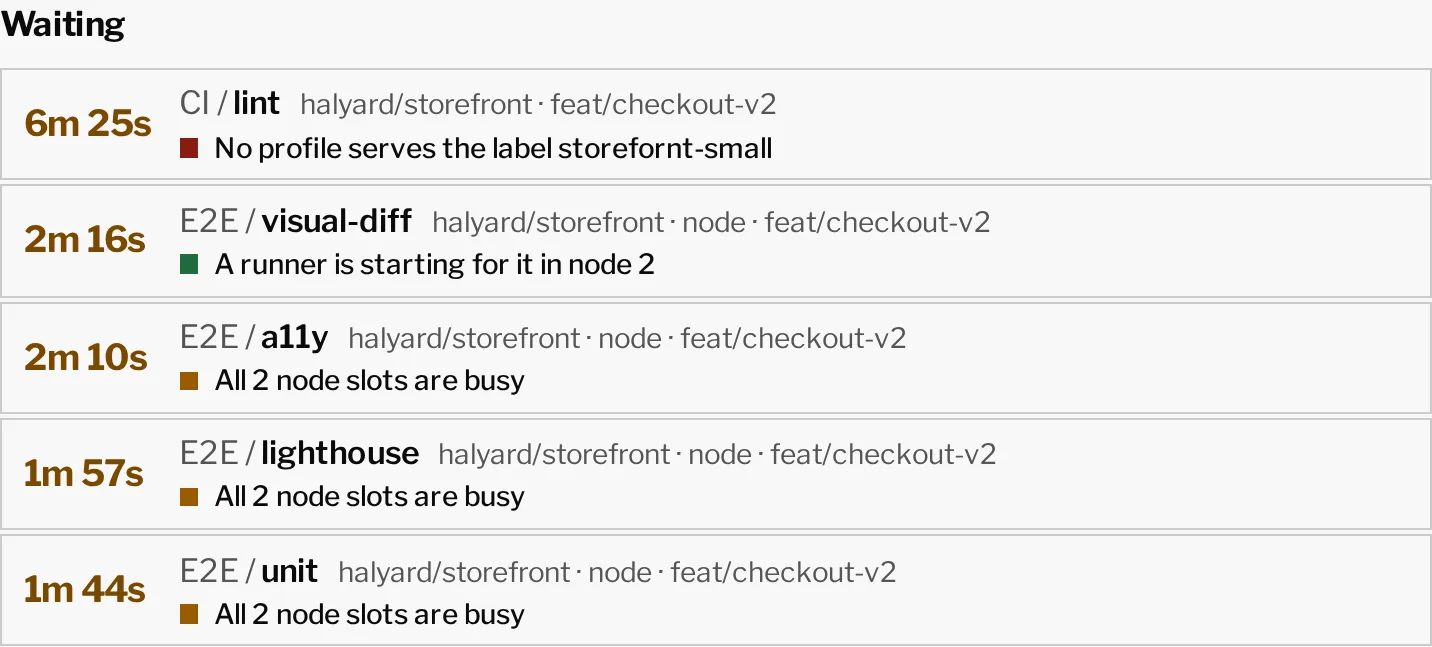 Waiting
6m 25s
CI / lint halyard/storefront · feat/checkout-v2
No profile serves the label storefornt-small
2m 16s
E2E / visual-diff halyard/storefront · node · feat/checkout-v2
A runner is starting for it in node 2
2m 10s
E2E / a11y halyard/storefront · node · feat/checkout-v2
All 2 node slots are busy
1m 57s
E2E / lighthouse halyard/storefront · node · feat/checkout-v2
All 2 node slots are busy
1m 44s
E2E / unit halyard/storefront · node · feat/checkout-v2
All 2 node slots are busy